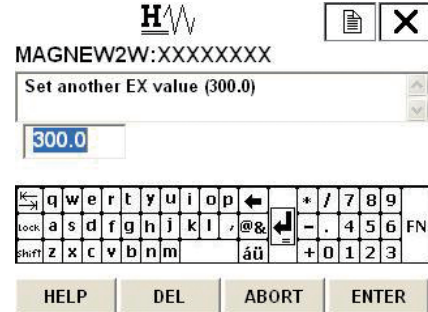 H
MAGNEW2W:XXXXXXXX
Set another EX value (300.0)
300.0
q w e r t y u i o p * / 7 8 9
Lock a s d f g h j k l , @& - . 4 5 6 FN
shift z x c v b n m áü = + 0 1 2 3
HELP DEL ABORT ENTER